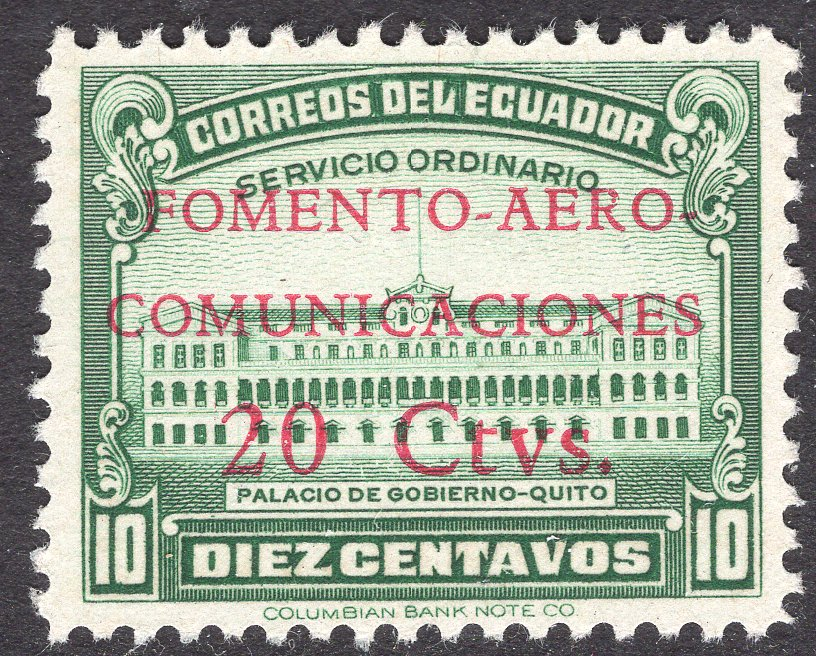 CORREOS DEL ECUADOR
SERVICIO ORDINARIO
FOMENTO-AERO-
COMUNICACIONES
20 Ctvs.
PALACIO DE GOBIERNO-QUITO
10 DIEZ CENTAVOS 10
COLUMBIAN BANK NOTE CO.